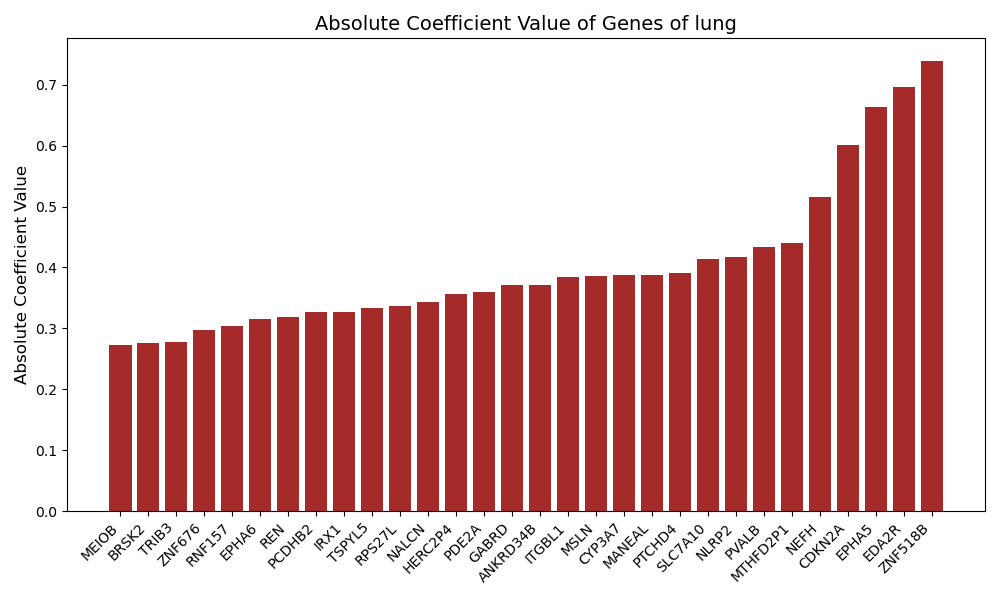 Absolute Coefficient Value of Genes of lung
Absolute Coefficient Value
0.7
0.6
0.5
0.4
0.3
0.2
0.1
0.0
MEIOB
BRSK2
TRIB3
ZNF676
RNF157
EPHA6
REN
PCDHB2
IRX1
TSPYL5
RPS27L
NALCN
HERC2P4
PDE2A
GABRD
ANKRD34B
ITGBL1
MSLN
CYP3A7
MANEAL
PTCHD4
SLC7A10
NLRP2
PVALB
MTHFD2P1
NEFH
CDKN2A
EPHA5
EDA2R
ZNF518B